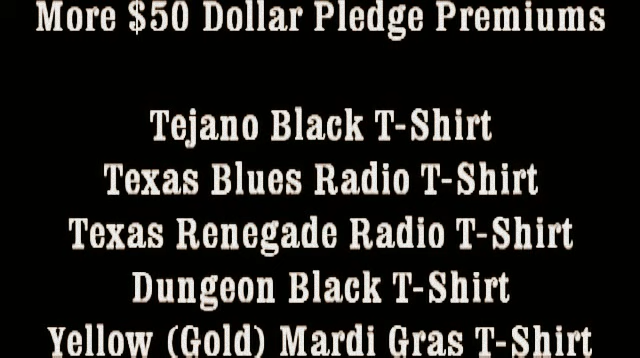 More $50 Dollar Pledge Premiums
Tejano Black T-Shirt
Texas Blues Radio T-Shirt
Texas Renegade Radio T-Shirt
Dungeon Black T-Shirt
Yellow (Gold) Mardi Gras T-Shirt